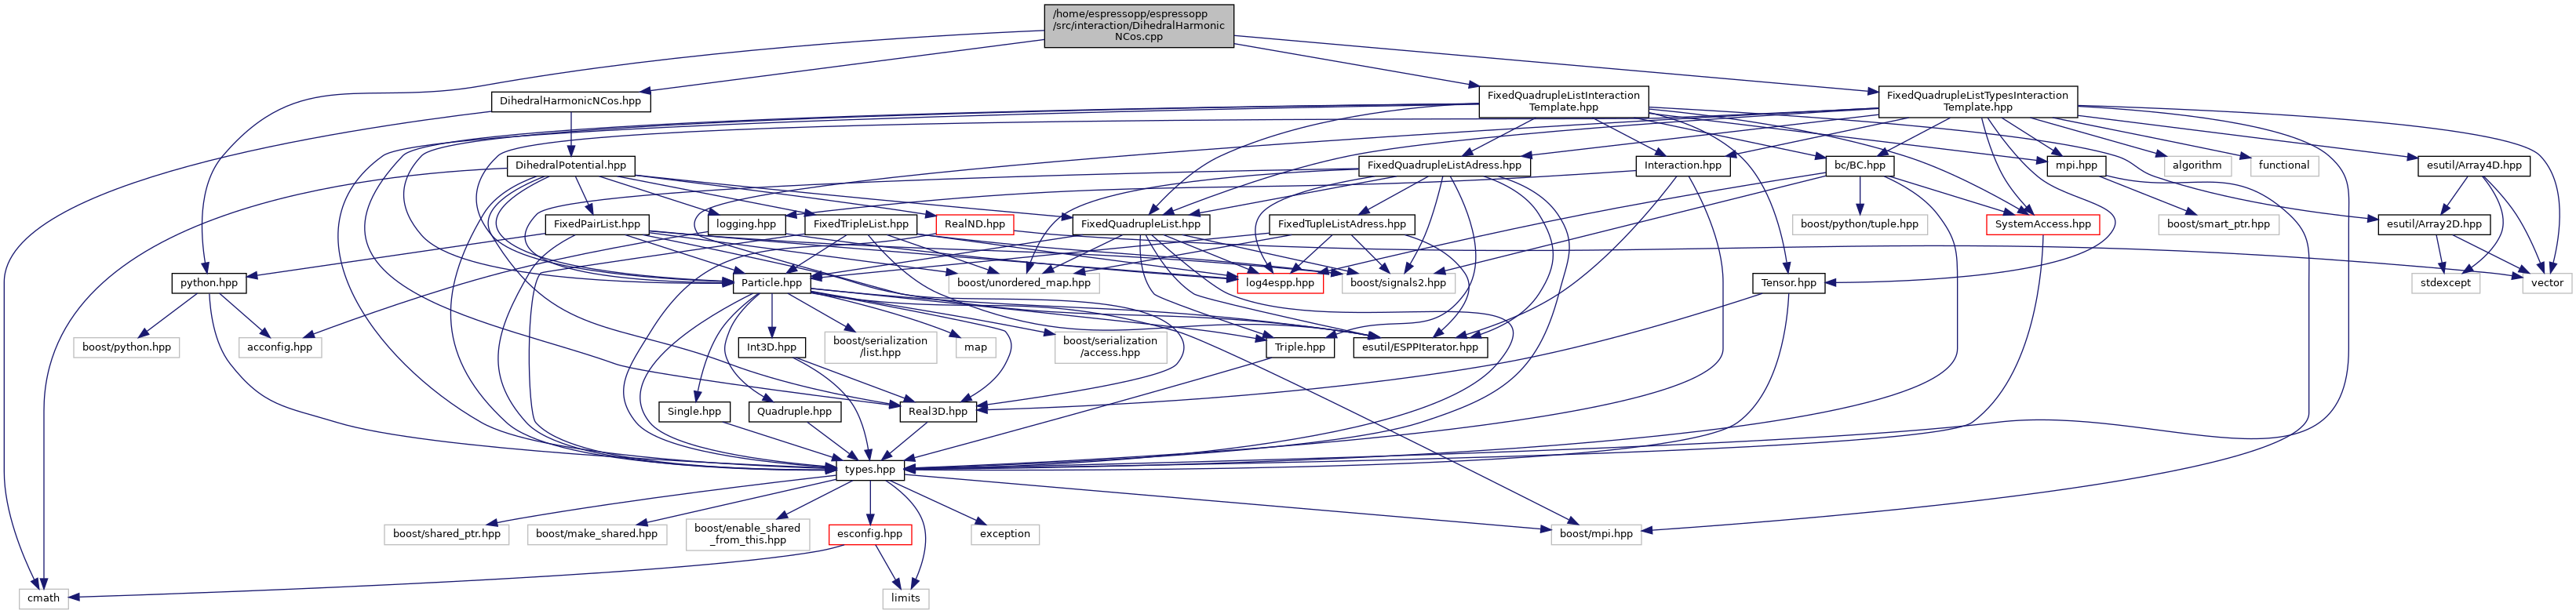 /home/espressopp/espressopp
/src/interaction/DihedralHarmonic
NCos.cpp
DihedralHarmonicNCos.hpp
FixedQuadrupleListInteraction
Template.hpp
FixedQuadrupleListTypesInteraction
Template.hpp
DihedralPotential.hpp
FixedQuadrupleListAdress.hpp
Interaction.hpp
bc/BC.hpp
mpi.hpp
algorithm
functional
esutil/Array4D.hpp
FixedPairList.hpp
logging.hpp
FixedTripleList.hpp
RealND.hpp
FixedQuadrupleList.hpp
FixedTupleListAdress.hpp
boost/python/tuple.hpp
SystemAccess.hpp
boost/smart_ptr.hpp
esutil/Array2D.hpp
python.hpp
Particle.hpp
boost/unordered_map.hpp
log4espp.hpp
boost/signals2.hpp
Tensor.hpp
stdexcept
vector
boost/python.hpp
acconfig.hpp
Int3D.hpp
boost/serialization
/list.hpp
map
boost/serialization
/access.hpp
Triple.hpp
esutil/ESPPIterator.hpp
Single.hpp
Quadruple.hpp
Real3D.hpp
types.hpp
boost/shared_ptr.hpp
boost/make_shared.hpp
boost/enable_shared
_from_this.hpp
esconfig.hpp
exception
boost/mpi.hpp
cmath
limits